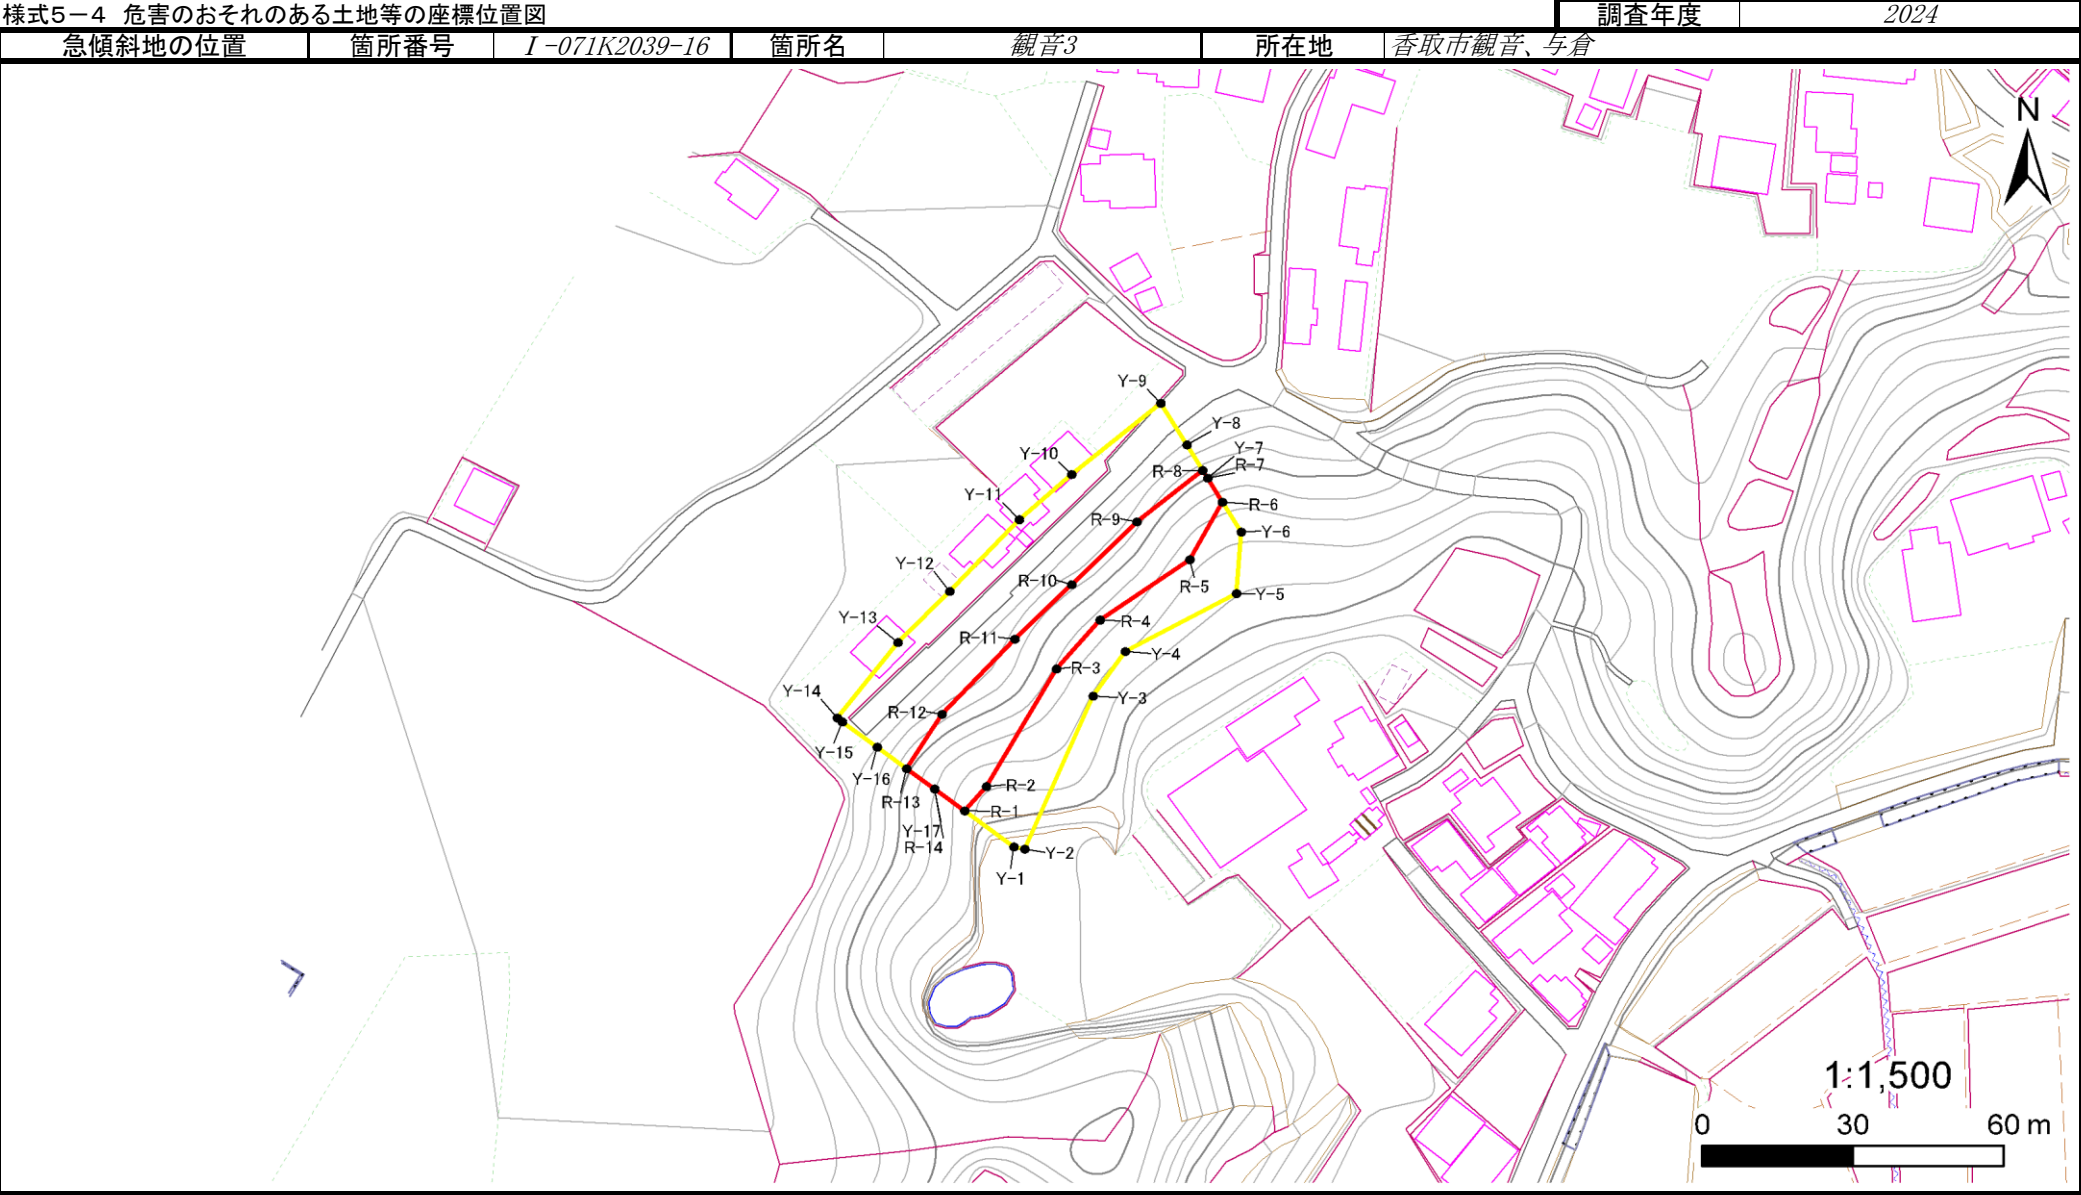 様式５－４ 危害のおそれのある土地等の座標位置図 調査年度 2024
急傾斜地の位置 箇所番号 Ⅰ-071K2039-16 箇所名 観音3 所在地 香取市観音、与倉
N
Y-9
Y-8
Y-7
Y-10
R-8
R-7
Y-11
R-6
R-9
Y-6
Y-12
R-10
R-5
Y-5
Y-13
R-4
R-11
Y-4
R-3
Y-14
Y-3
R-12
Y-15
Y-16
R-2
R-13
R-1
Y-17
R-14
Y-2
Y-1
1:1,500
0 30 60 m